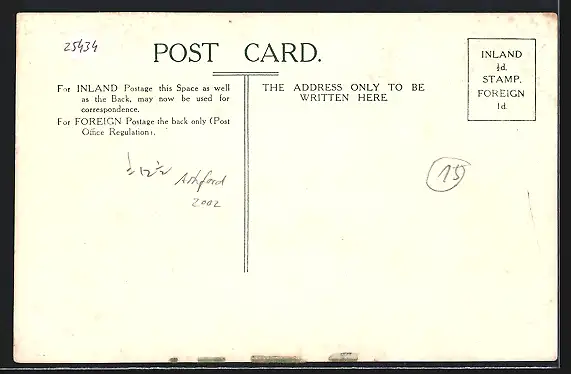 25434
POST CARD.
For INLAND Postage this Space as well
as the Back, may now be used for
correspondence.
For FOREIGN Postage the back only (Post
Office Regulation).
THE ADDRESS ONLY TO BE
WRITTEN HERE
INLAND
½d.
STAMP.
FOREIGN
1d.
Ashford
2002
15